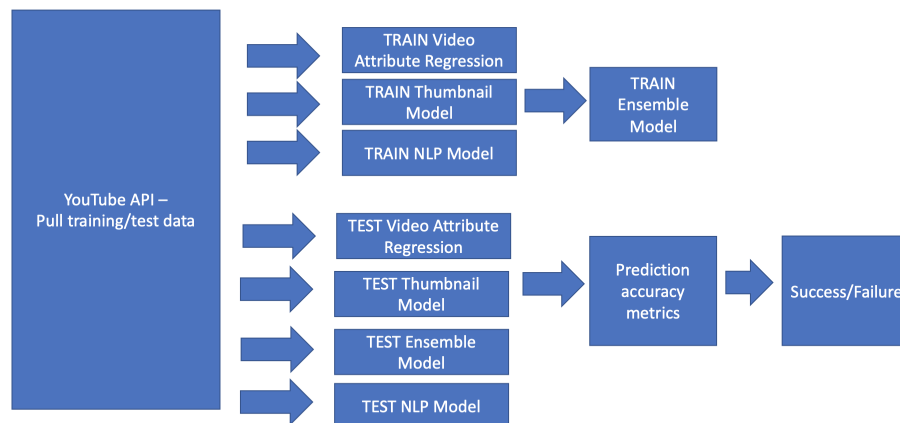 YouTube API –
Pull training/test data
TRAIN Video
Attribute Regression
TRAIN Thumbnail
Model
TRAIN NLP Model
TRAIN
Ensemble
Model
TEST Video Attribute
Regression
TEST Thumbnail
Model
TEST Ensemble
Model
TEST NLP Model
Prediction
accuracy
metrics
Success/Failure